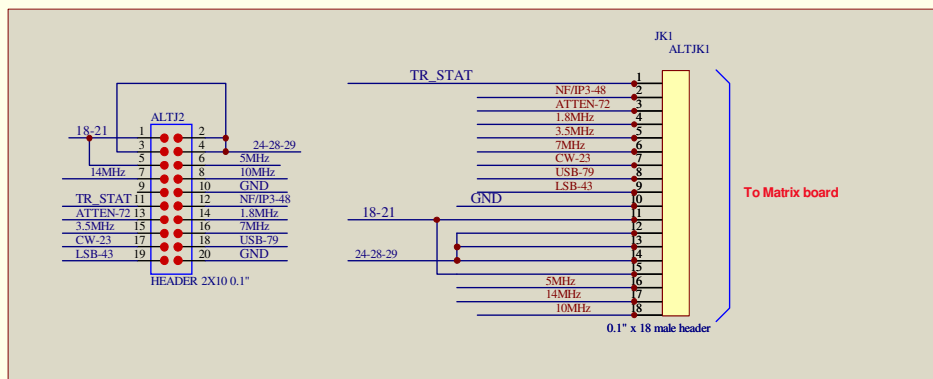 JK1
ALTJK1
TR_STAT 1
NF/IP3-48 2
ATTEN-72 3
1.8MHz 4
3.5MHz 5
7MHz 6
CW-23 7
USB-79 8
LSB-43 9
GND 10
18-21 11
12
13
24-28-29 14
15
5MHz 16
14MHz 17
10MHz 18
0.1" x 18 male header
To Matrix board
ALTJ2
18-21 1 2
3 4 24-28-29
5 6 5MHz
14MHz 7 8 10MHz
9 10 GND
TR_STAT 11 12 NF/IP3-48
ATTEN-72 13 14 1.8MHz
3.5MHz 15 16 7MHz
CW-23 17 18 USB-79
LSB-43 19 20 GND
HEADER 2X10 0.1"